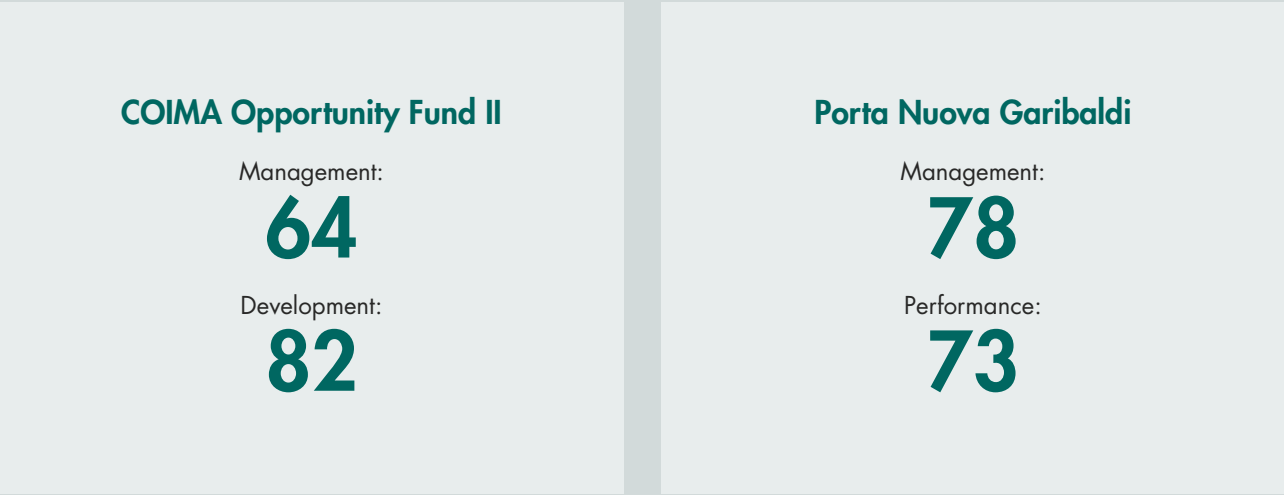 COIMA Opportunity Fund II
Management:
64
Development:
82
Porta Nuova Garibaldi
Management:
78
Performance:
73